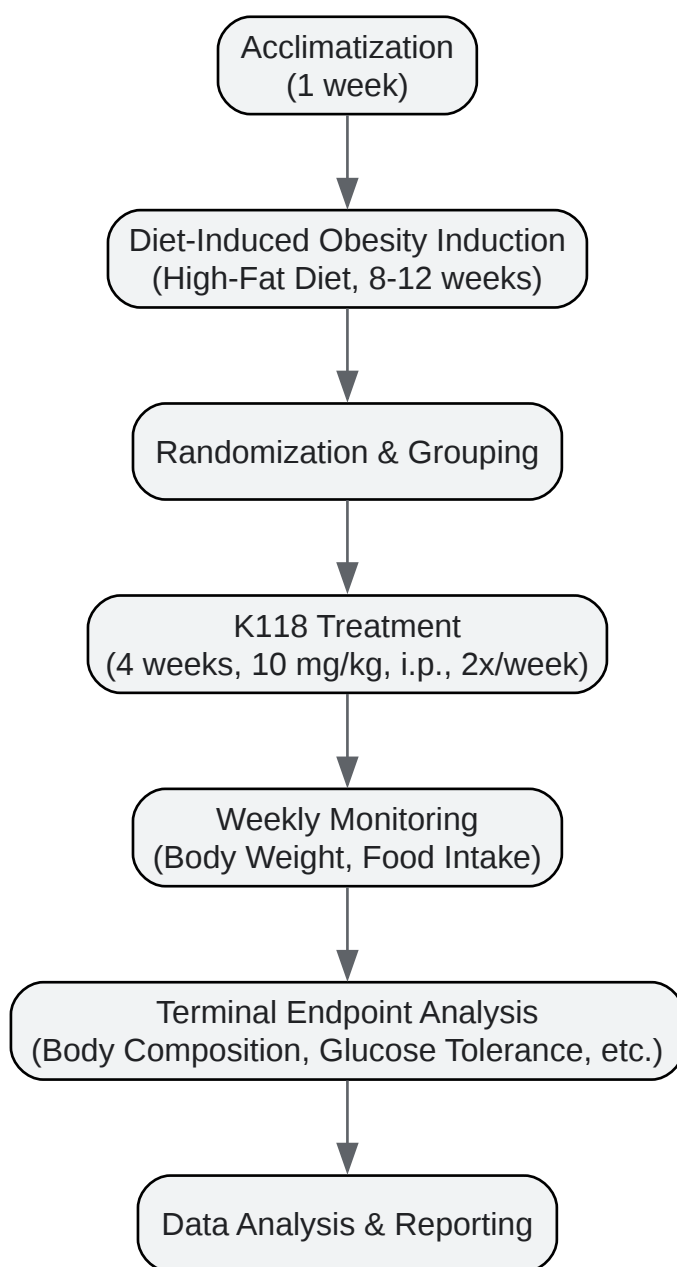 Acclimatization
(1 week)
Diet-Induced Obesity Induction
(High-Fat Diet, 8-12 weeks)
Randomization & Grouping
K118 Treatment
(4 weeks, 10 mg/kg, i.p., 2x/week)
Weekly Monitoring
(Body Weight, Food Intake)
Terminal Endpoint Analysis
(Body Composition, Glucose Tolerance, etc.)
Data Analysis & Reporting